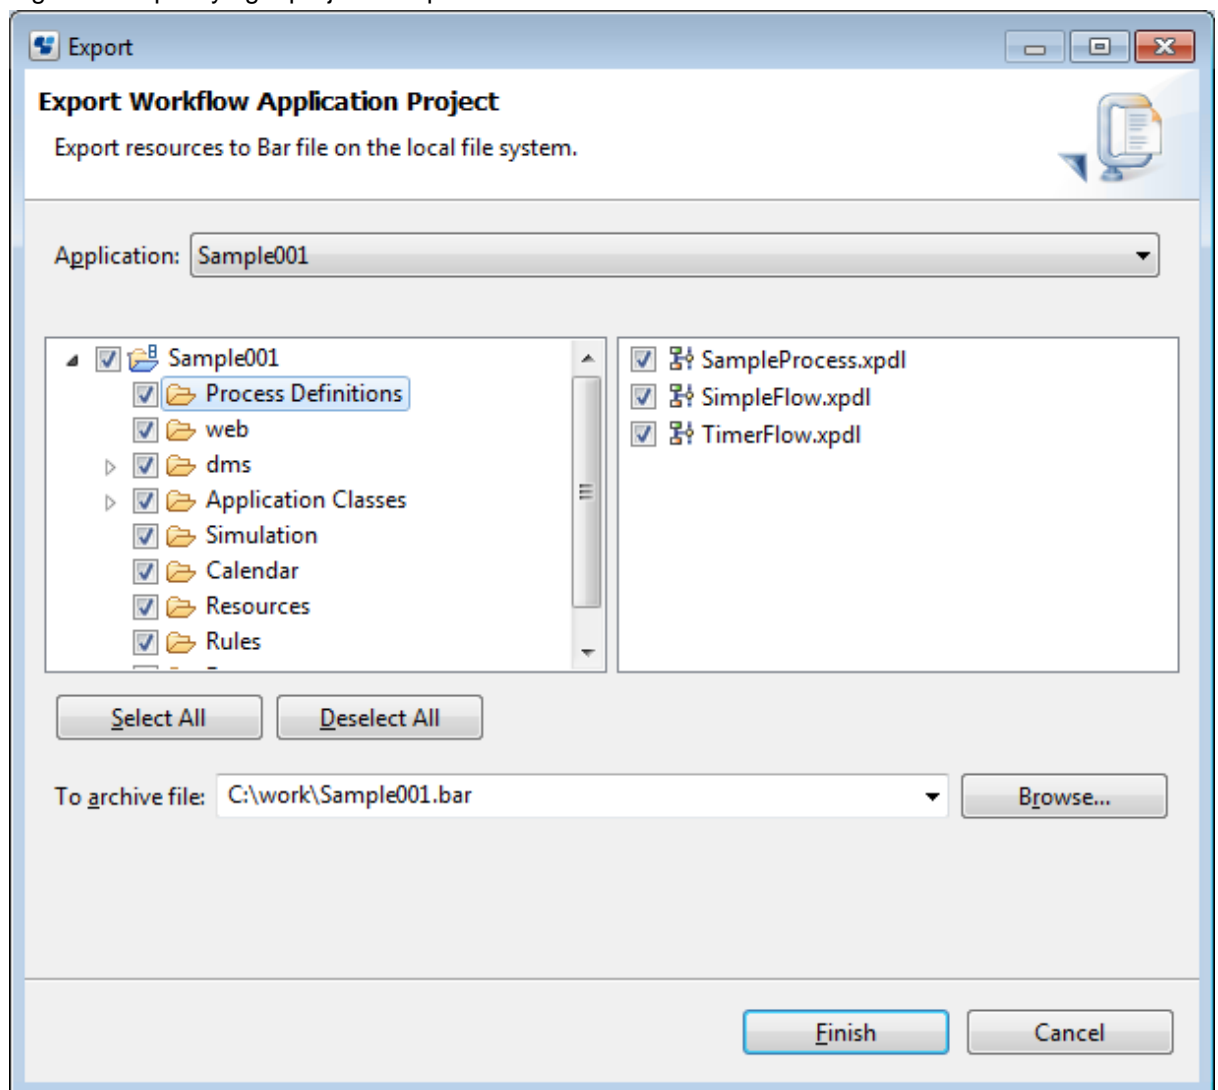 Export
Export Workflow Application Project
Export resources to Bar file on the local file system.
Application: Sample001
Sample001
Process Definitions
web
dms
Application Classes
Simulation
Calendar
Resources
Rules
SampleProcess.xpdl
SimpleFlow.xpdl
TimerFlow.xpdl
Select All Deselect All
To archive file: C:\work\Sample001.bar Browse...
Finish Cancel